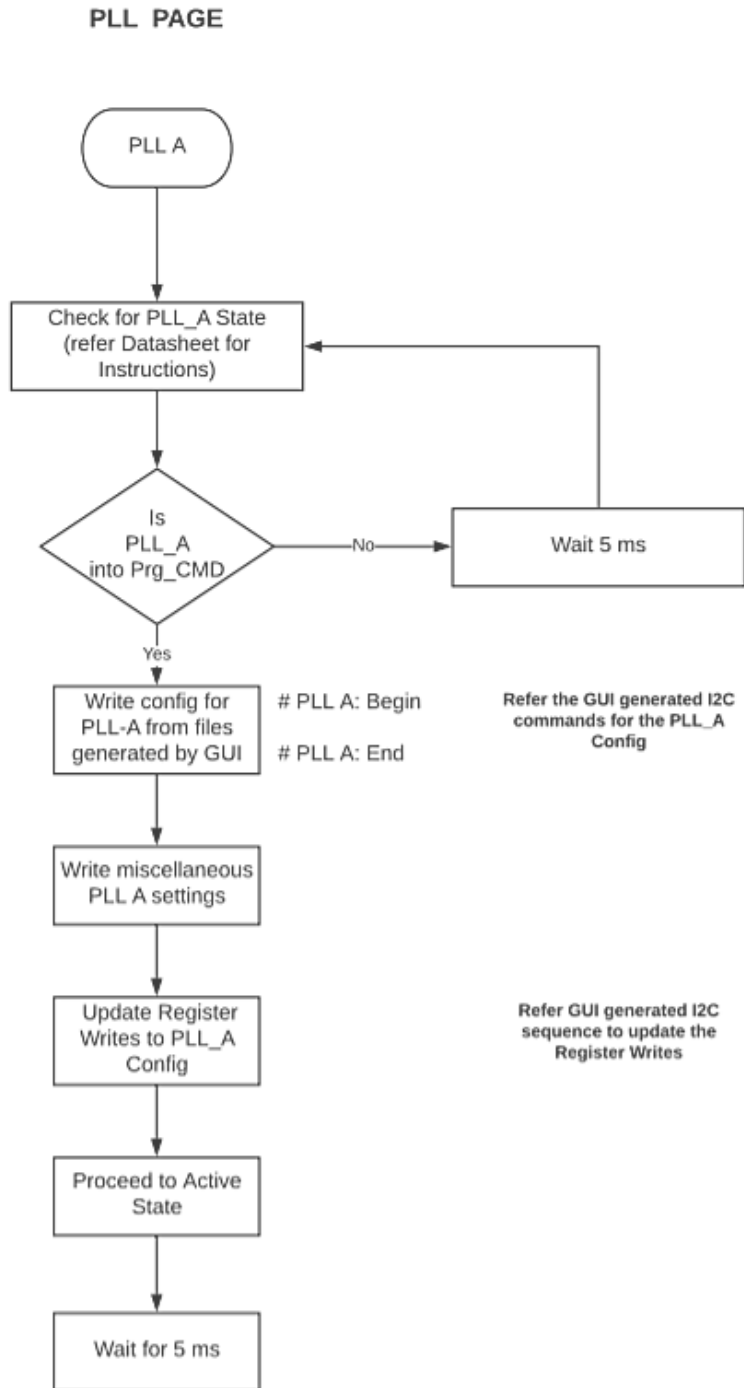 PLL PAGE
PLL A
Check for PLL_A State
(refer Datasheet for
Instructions)
Is
PLL_A
into Prg_CMD
No
Wait 5 ms
Yes
Write config for
PLL-A from files
generated by GUI
# PLL A: Begin
# PLL A: End
Refer the GUI generated I2C
commands for the PLL_A
Config
Write miscellaneous
PLL A settings
Update Register
Writes to PLL_A
Config
Refer GUI generated I2C
sequence to update the
Register Writes
Proceed to Active
State
Wait for 5 ms